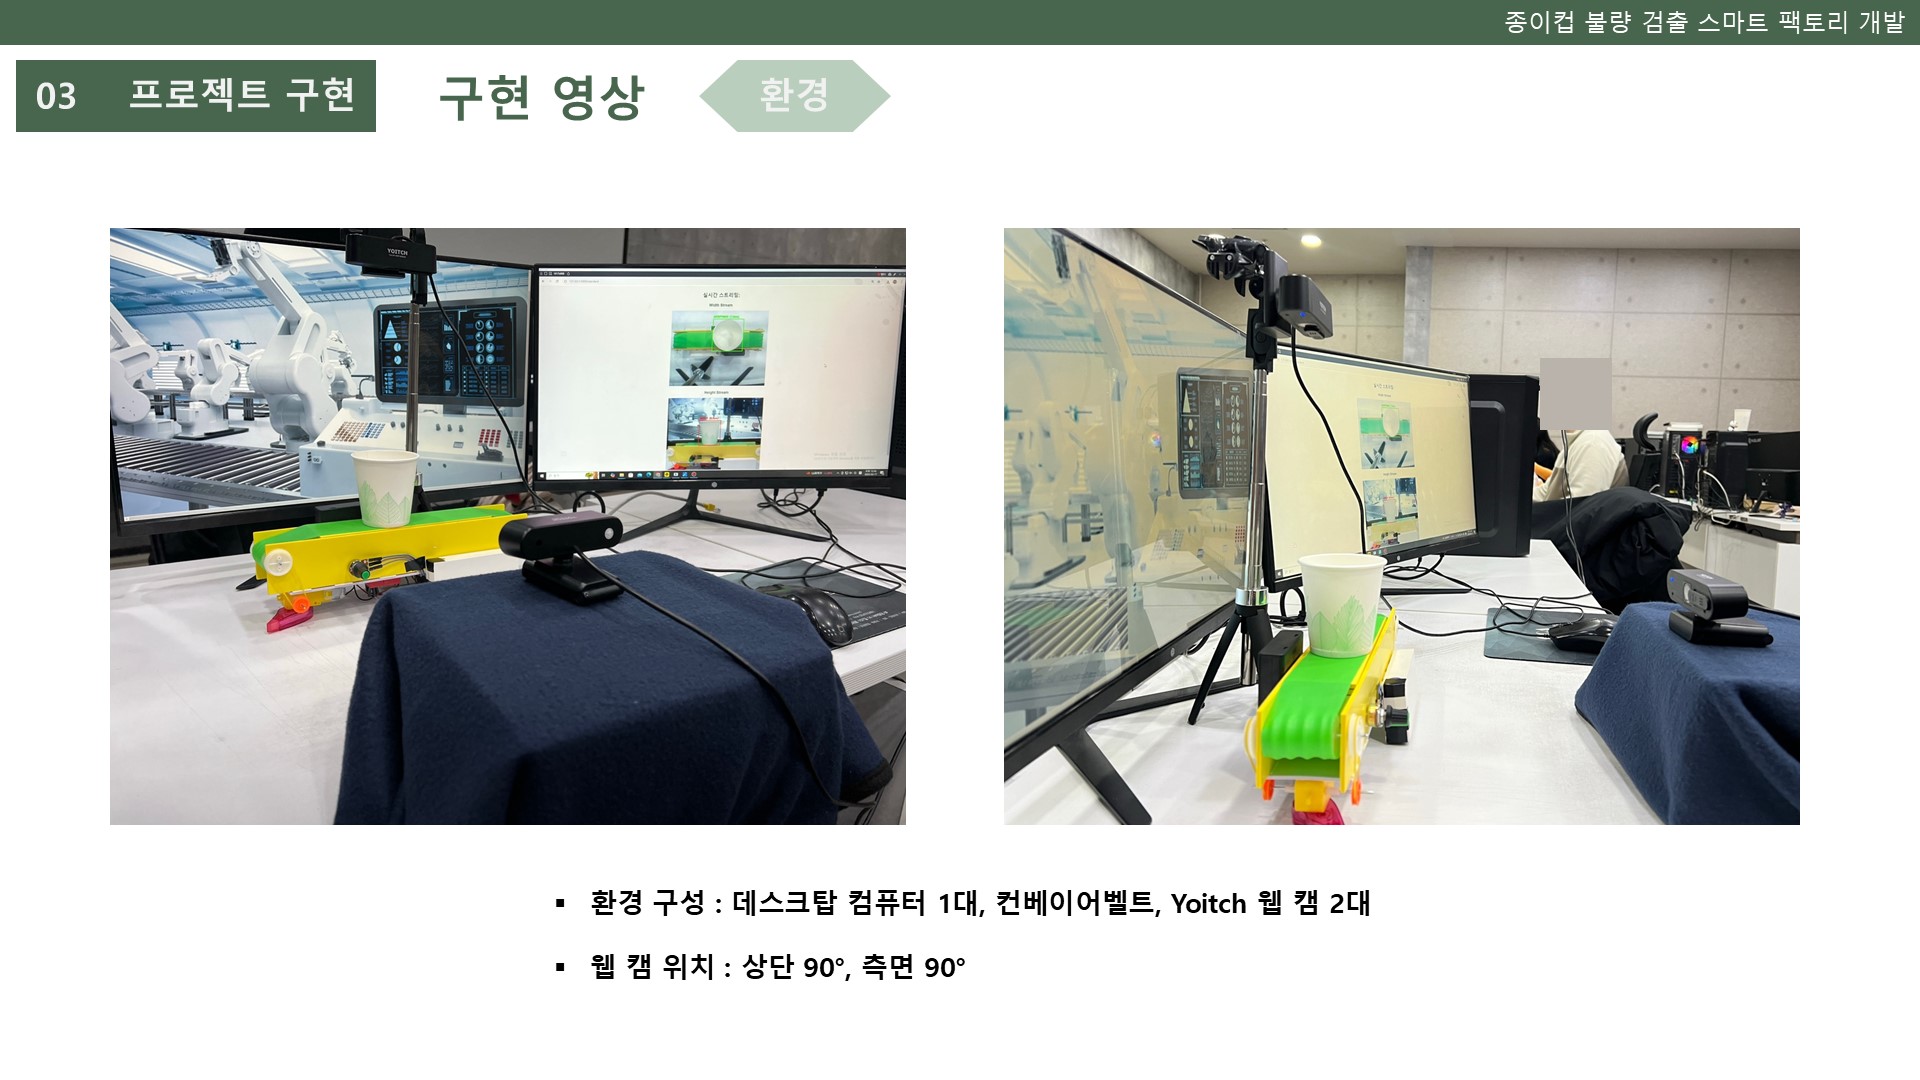 종이컵 불량 검출 스마트 팩토리 개발
03 프로젝트 구현
구현 영상
환경
YOITCH
실시간 스트리밍
Width Stream
Height Stream
▪ 환경 구성 : 데스크탑 컴퓨터 1대, 컨베이어벨트, Yoitch 웹 캠 2대
▪ 웹 캠 위치 : 상단 90°, 측면 90°